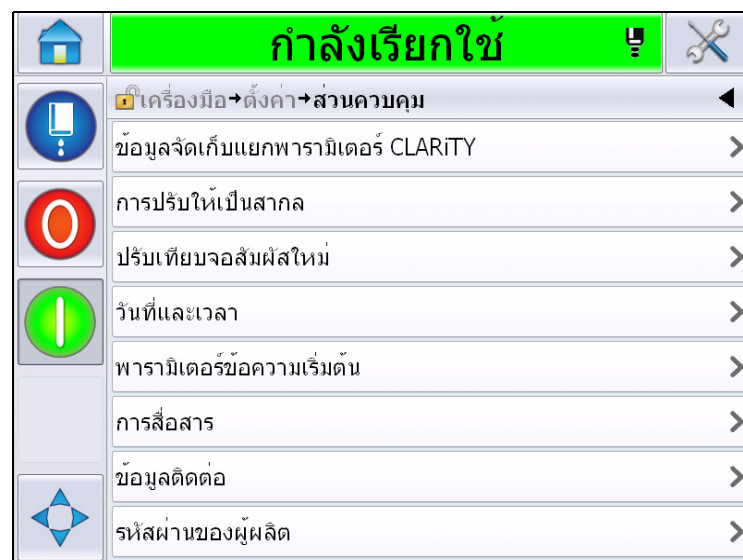 กำลังเรียกใช้
เครื่องมือ→ตั้งค่า→ส่วนควบคุม
ข้อมูลจัดเก็บแยกพารามิเตอร์ CLARiTY
การปรับให้เป็นสากล
ปรับเทียบจอสัมผัสใหม่
วันที่และเวลา
พารามิเตอร์ข้อความเริ่มต้น
การสื่อสาร
ข้อมูลติดต่อ
รหัสผ่านของผู้ผลิต